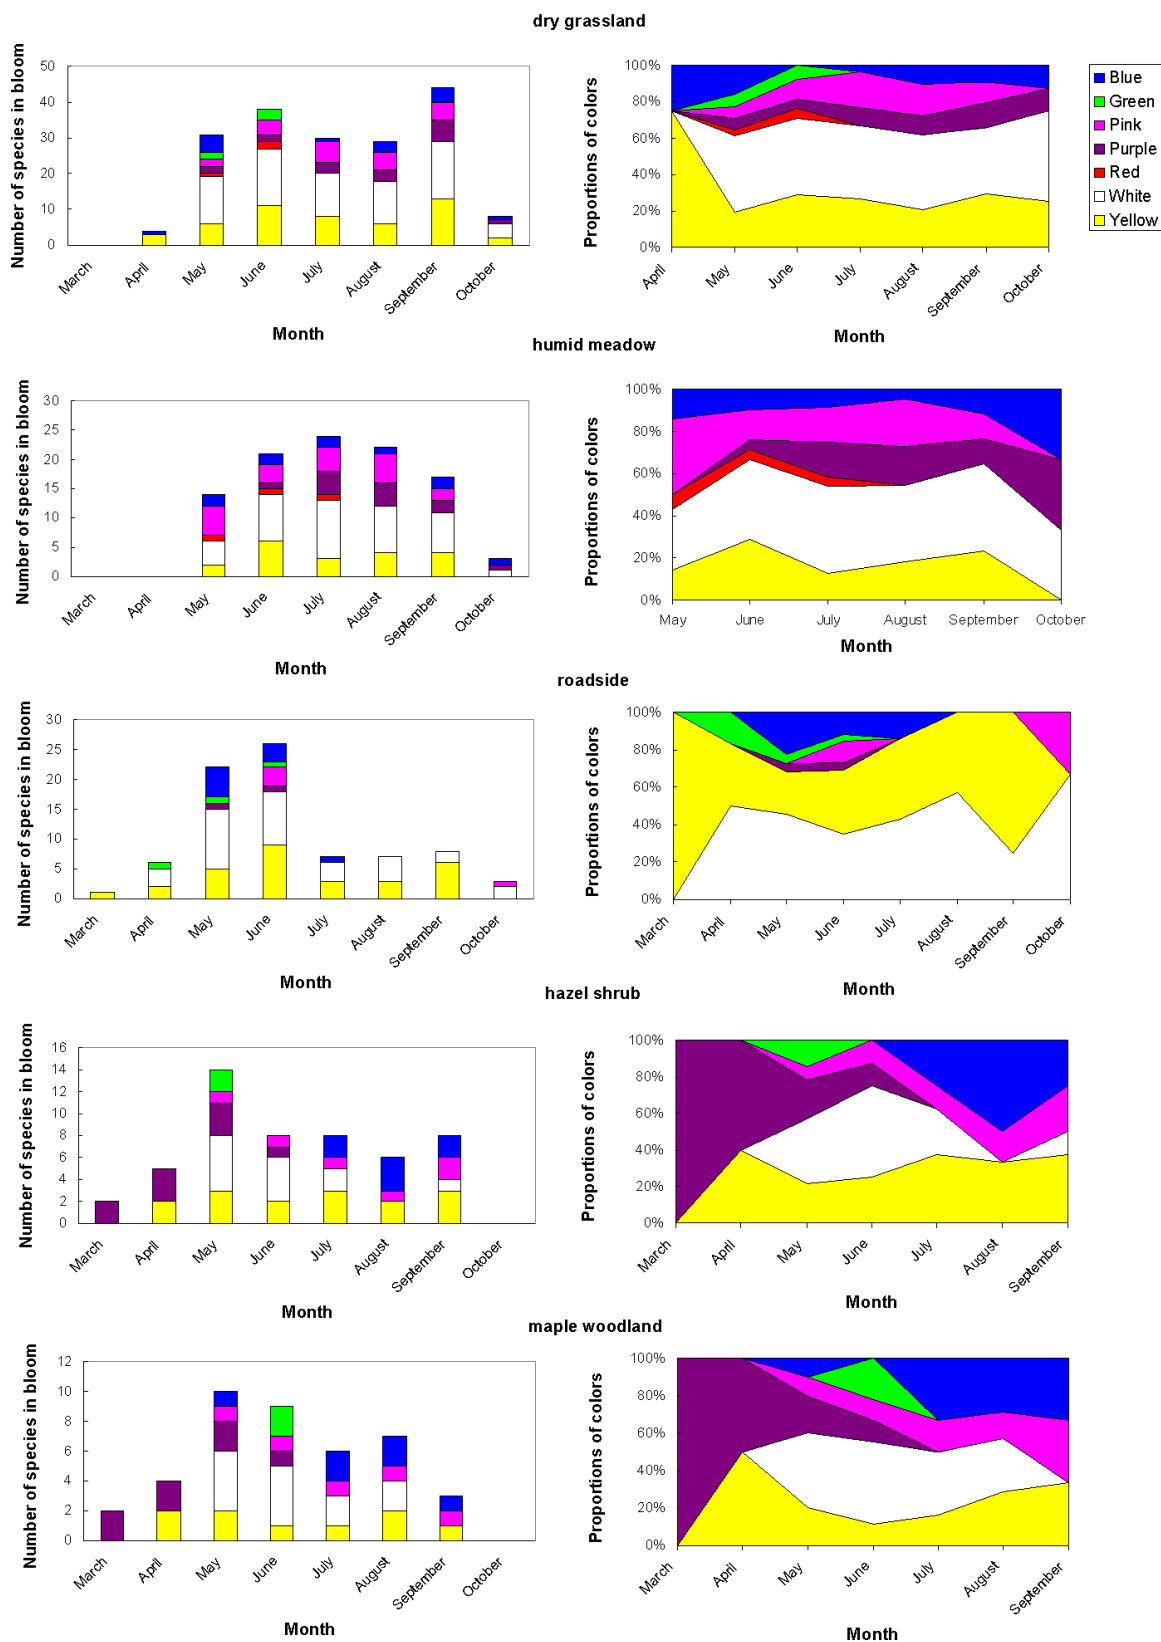 dry grassland
Number of species in bloom
50
40
30
20
10
0
March
April
May
June
July
August
September
October
Month
Proportions of colors
100%
80%
60%
40%
20%
0%
April
May
June
July
August
September
October
Month
Blue
Green
Pink
Purple
Red
White
Yellow
humid meadow
Number of species in bloom
30
25
20
15
10
5
0
March
April
May
June
July
August
September
October
Month
Proportions of colors
100%
80%
60%
40%
20%
0%
May
June
July
August
September
October
Month
roadside
Number of species in bloom
30
25
20
15
10
5
0
March
April
May
June
July
August
September
October
Month
Proportions of colors
100%
80%
60%
40%
20%
0%
March
April
May
June
July
August
September
October
Month
hazel shrub
Number of species in bloom
16
14
12
10
8
6
4
2
0
March
April
May
June
July
August
September
October
Month
Proportions of colors
100%
80%
60%
40%
20%
0%
March
April
May
June
July
August
September
Month
maple woodland
Number of species in bloom
12
10
8
6
4
2
0
March
April
May
June
July
August
September
October
Month
Proportions of colors
100%
80%
60%
40%
20%
0%
March
April
May
June
July
August
September
Month